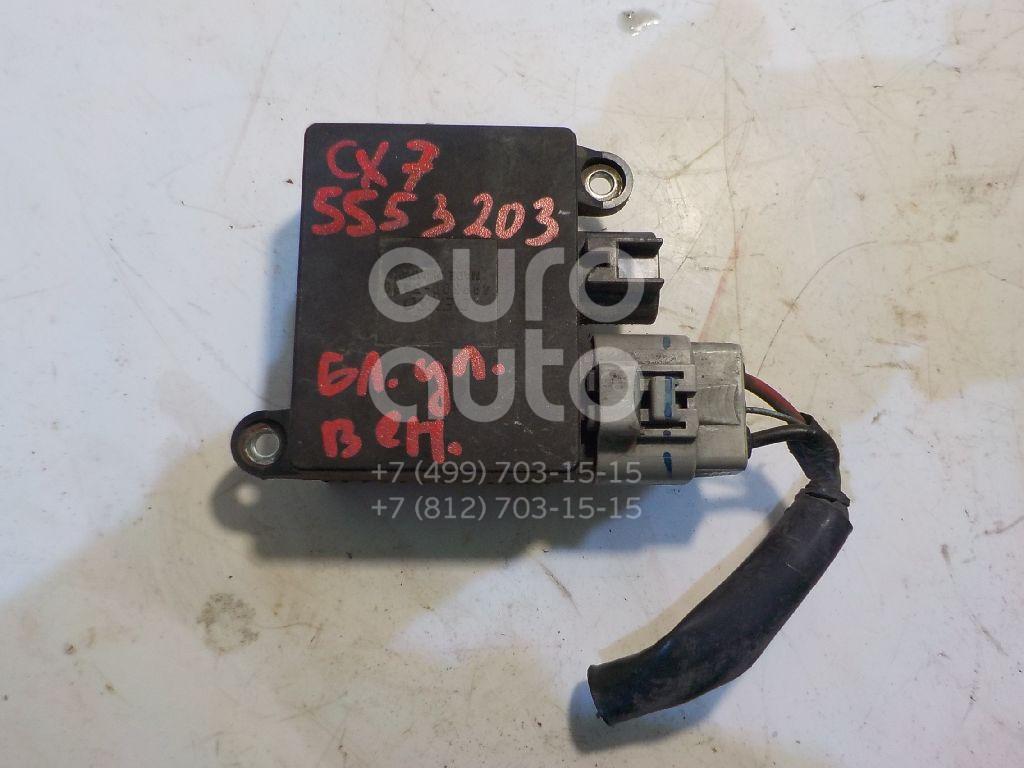 CX7
5553203
euro
auto
Бл. уп.
вен.
+7 (499) 703-15-15
+7 (812) 703-15-15